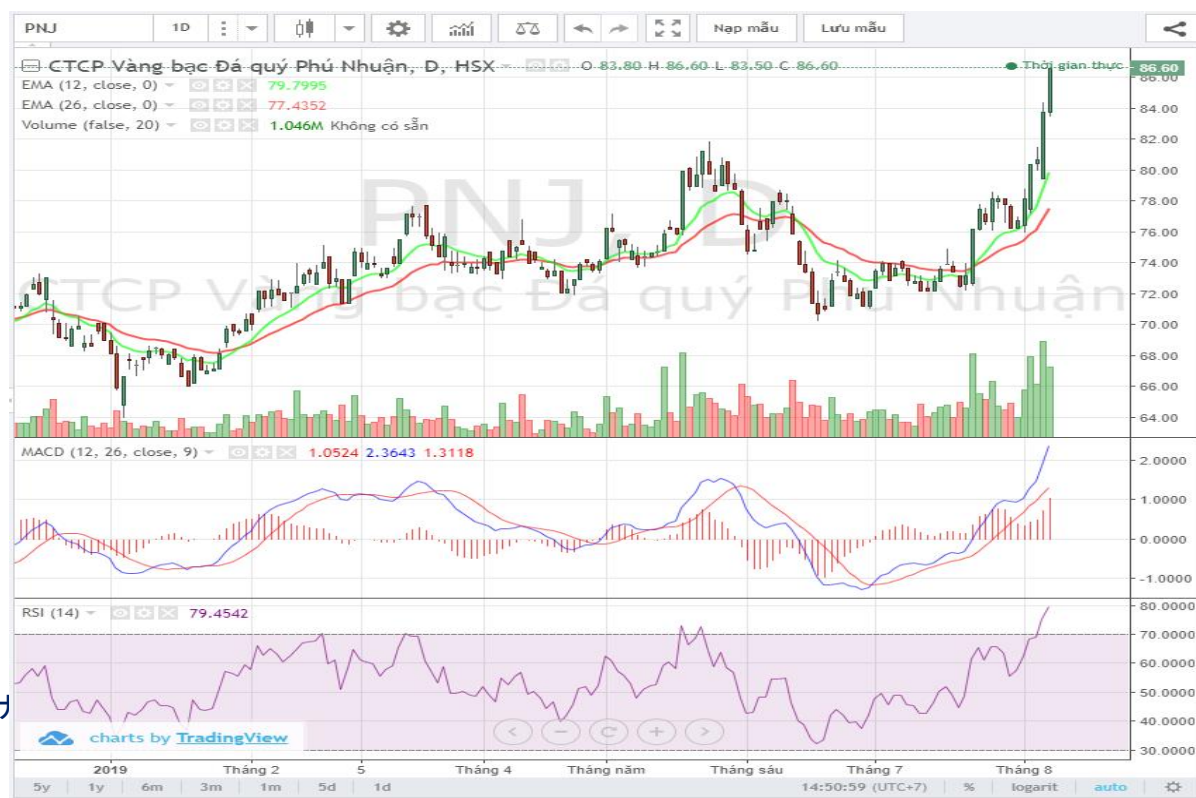 PNJ 1D Nạp mẫu Lưu mẫu
CTCP Vàng bạc Đá quý Phú Nhuận, D, HSX O 83.80 H 86.60 L 83.50 C 86.60 Thời gian thực 86.60
EMA (12, close, 0) 79.7995
EMA (26, close, 0) 77.4352
Volume (false, 20) 1.046M Không có sẵn
86.00
84.00
82.00
80.00
78.00
76.00
74.00
72.00
70.00
68.00
66.00
64.00
PNJ, D
CTCP Vàng bạc Đá quý Phú Nhuận
MACD (12, 26, close, 9) 1.0524 2.3643 1.3118
2.0000
1.0000
0.0000
-1.0000
RSI (14) 79.4542
80.0000
70.0000
60.0000
50.0000
40.0000
30.0000
charts by TradingView
2019 Tháng 2 5 Tháng 4 Tháng năm Tháng sáu Tháng 7 Tháng 8
5y 1y 6m 3m 1m 5d 1d 14:50:59 (UTC+7) % logarit auto